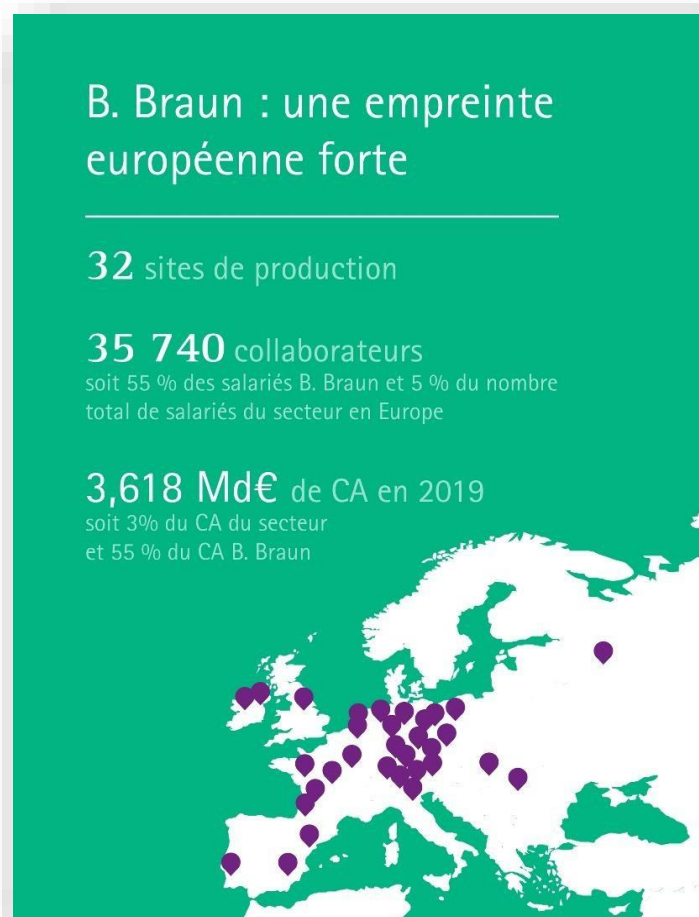 B. Braun : une empreinte
européenne forte
32 sites de production
35 740 collaborateurs
soit 55 % des salariés B. Braun et 5 % du nombre
total de salariés du secteur en Europe
3,618 Md€ de CA en 2019
soit 3% du CA du secteur
et 55 % du CA B. Braun